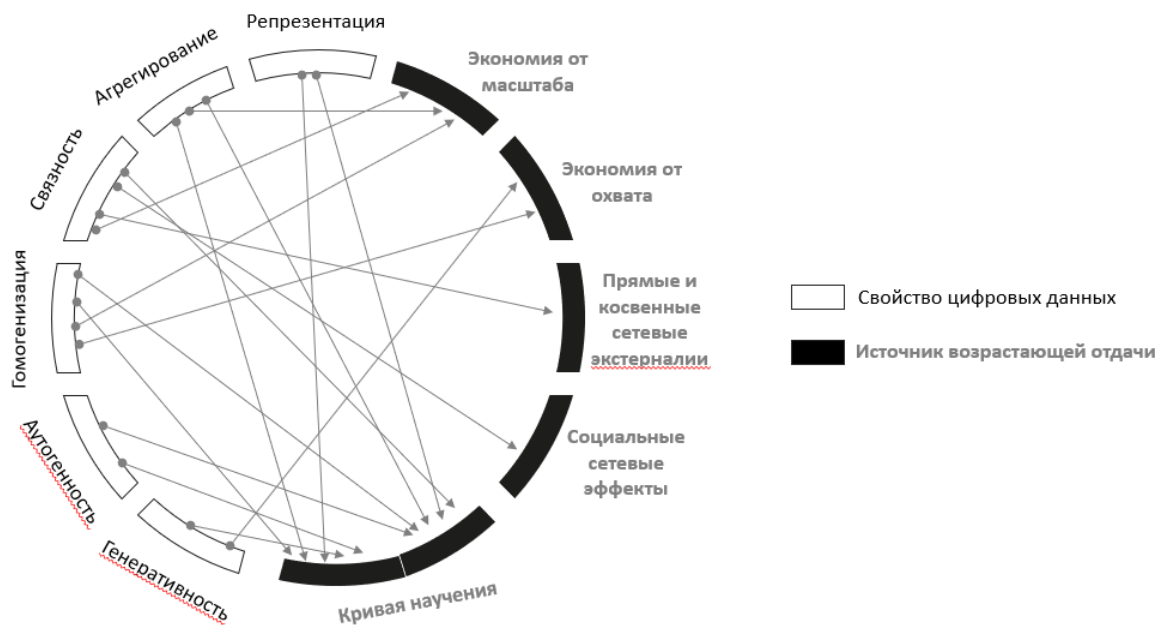 Репрезентация
Агрегирование
Связность
Гомогенизация
Аутогенность
Генеративность
Экономия от
масштаба
Экономия от
охвата
Прямые и
косвенные
сетевые
экстерналии
Социальные
сетевые
эффекты
Кривая научения
Свойство цифровых данных
Источник возрастающей отдачи